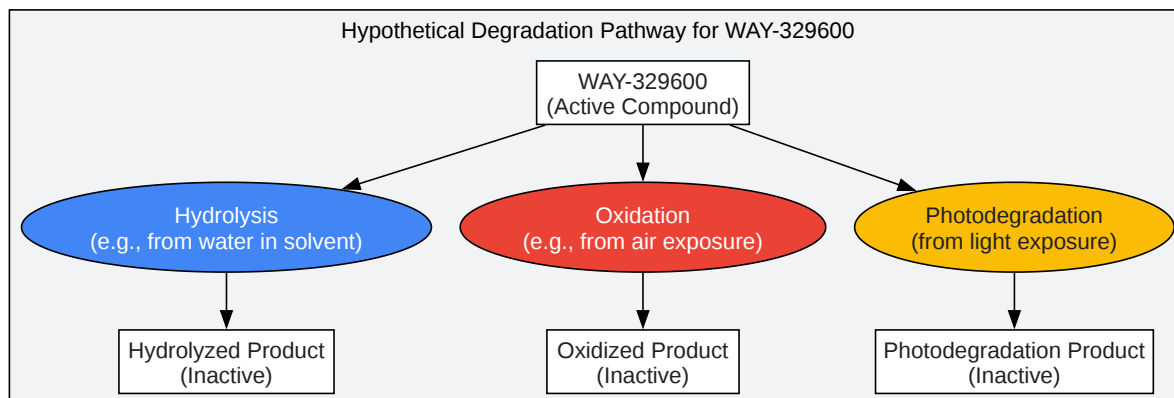 Hypothetical Degradation Pathway for WAY-329600
WAY-329600
(Active Compound)
Hydrolysis
(e.g., from water in solvent)
Oxidation
(e.g., from air exposure)
Photodegradation
(from light exposure)
Hydrolyzed Product
(Inactive)
Oxidized Product
(Inactive)
Photodegradation Product
(Inactive)